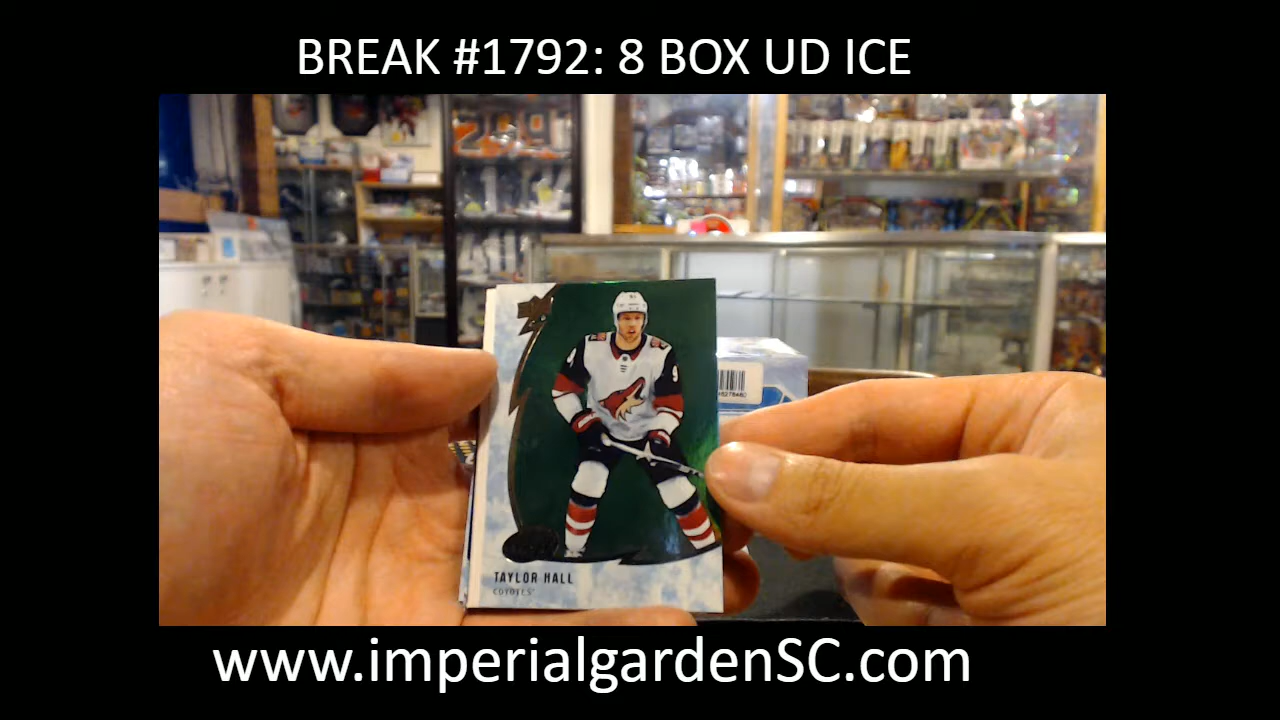 BREAK #1792: 8 BOX UD ICE
TAYLOR HALL
COYOTES
www.imperialgardenSC.com